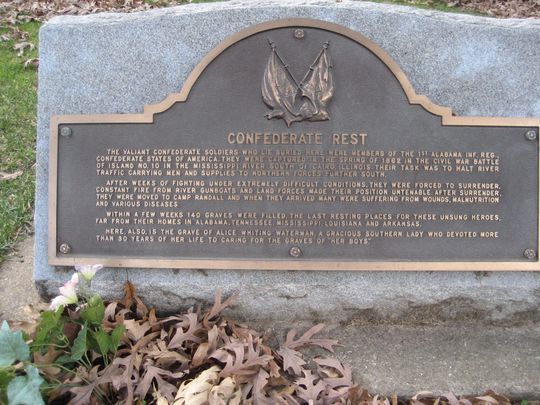 CONFEDERATE REST
THE VALIANT CONFEDERATE SOLDIERS WHO LIE BURIED HERE WERE MEMBERS OF THE 1ST ALABAMA INF. REG.
CONFEDERATE STATES OF AMERICA. THEY WERE CAPTURED IN THE SPRING OF 1862 IN THE CIVIL WAR BATTLE
OF ISLAND NO. 10 IN THE MISSISSIPPI RIVER SOUTH OF CAIRO, ILLINOIS. THEIR TASK WAS TO HALT RIVER
TRAFFIC CARRYING MEN AND SUPPLIES TO NORTHERN FORCES FURTHER SOUTH.
AFTER WEEKS OF FIGHTING UNDER EXTREMELY DIFFICULT CONDITIONS, THEY WERE FORCED TO SURRENDER.
CONSTANT FIRE FROM RIVER GUNBOATS AND LAND FORCES MADE THEIR POSITION UNTENABLE. AFTER SURRENDER,
THEY WERE MOVED TO CAMP RANDALL AND WHEN THEY ARRIVED MANY WERE SUFFERING FROM WOUNDS, MALNUTRITION
AND VARIOUS DISEASES.
WITHIN A FEW WEEKS 140 GRAVES WERE FILLED, THE LAST RESTING PLACES FOR THESE UNSUNG HEROES,
FAR FROM THEIR HOMES IN ALABAMA, TENNESSEE, MISSISSIPPI, LOUISIANA AND ARKANSAS.
HERE, ALSO, IS THE GRAVE OF ALICE WHITING WATERMAN, A GRACIOUS SOUTHERN LADY WHO DEVOTED MORE
THAN 30 YEARS OF HER LIFE TO CARING FOR THE GRAVES OF "HER BOYS."